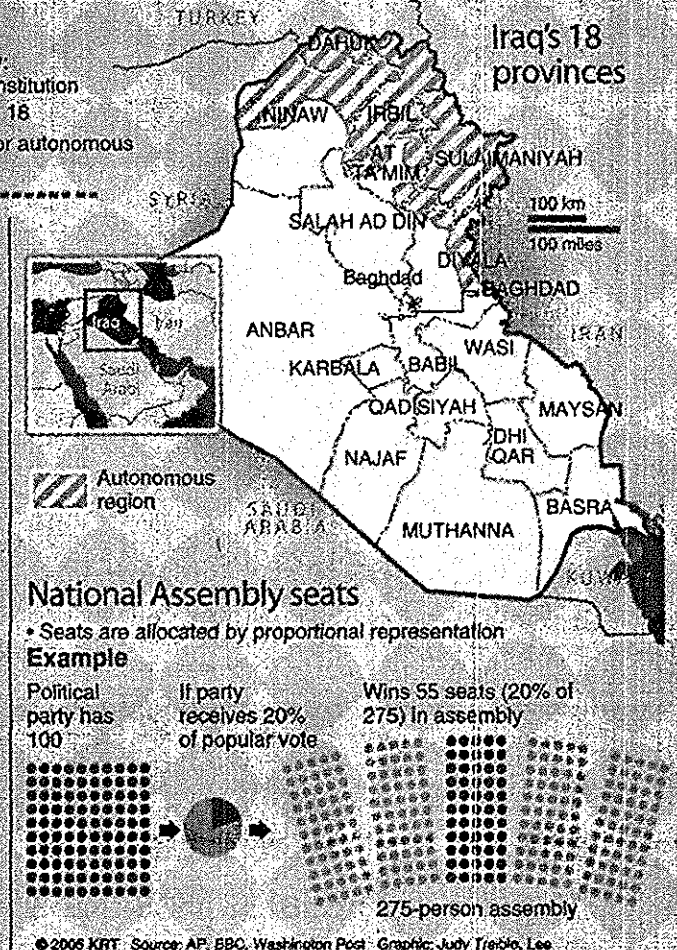 TURKEY
Iraq's 18
provinces
nstitution
18
or autonomous
DAHUK
NINAW
IRBIL
AT
TA'MIM
SULAIMANIYAH
SYRIA
100 km
100 miles
SALAH AD DIN
DIYALA
Baghdad
BAGHDAD
IRAN
Iraq
Iran
Saudi
Arabia
ANBAR
WASI
KARBALA
BABIL
QADISIYAH
MAYSAN
DHI
QAR
NAJAF
Autonomous
region
SAUDI
ARABIA
BASRA
MUTHANNA
KUWAIT
National Assembly seats
• Seats are allocated by proportional representation
Example
Political
party has
100
If party
receives 20%
of popular vote
Wins 55 seats (20% of
275) in assembly
275-person assembly
© 2005 KRT Source: AP, BBC, Washington Post Graphic: Judy Treible, Lee